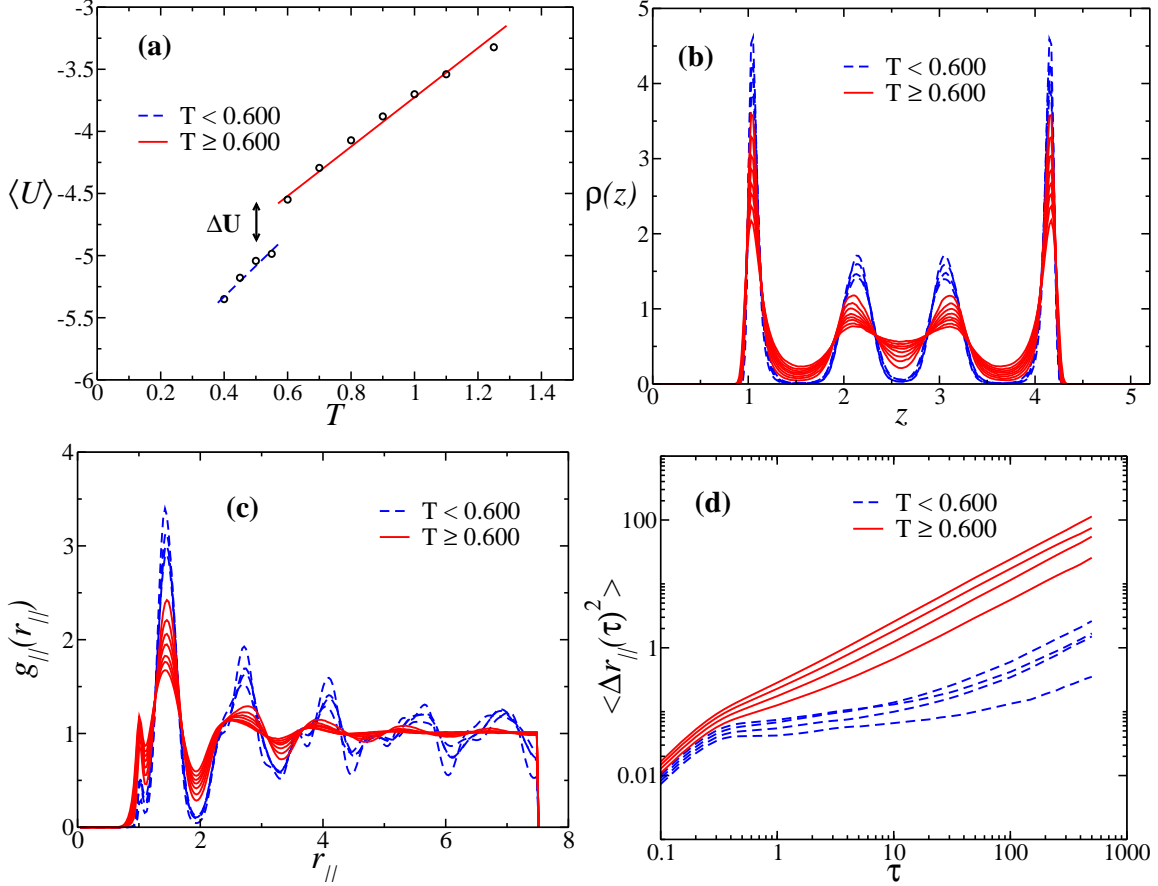 (a)
T < 0.600
T ≥ 0.600
ΔU
⟨U⟩
-3
-3.5
-4
-4.5
-5
-5.5
-6
0 0.2 0.4 0.6 0.8 1 1.2 1.4
T
(b)
T < 0.600
T ≥ 0.600
ρ(z)
5
4
3
2
1
0
0 1 2 3 4 5
z
(c)
T < 0.600
T ≥ 0.600
g//(r//)
4
3
2
1
0
0 2 4 6 8
r//
(d)
T < 0.600
T ≥ 0.600
<Δr//(τ)²>
100
1
0.01
0.1 1 10 100 1000
τ